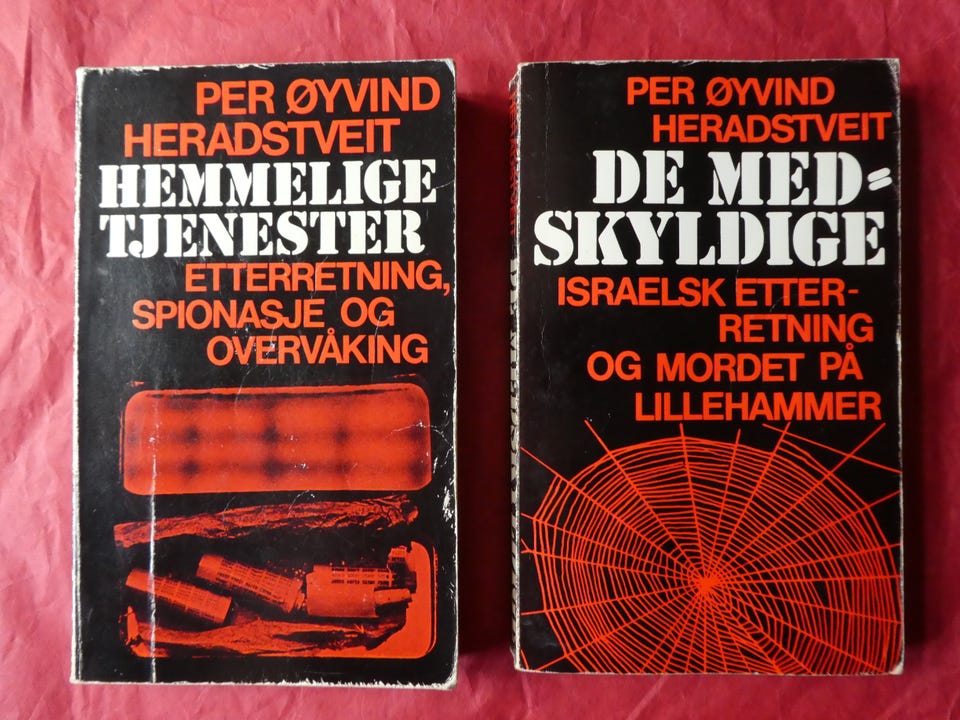 PER ØYVIND
HERADSTVEIT
HEMMELIGE
TJENESTER
ETTERRETNING,
SPIONASJE OG
OVERVÅKING
PER ØYVIND
HERADSTVEIT
DE MED=
SKYLDIGE
ISRAELSK ETTER-
RETNING
OG MORDET PÅ
LILLEHAMMER